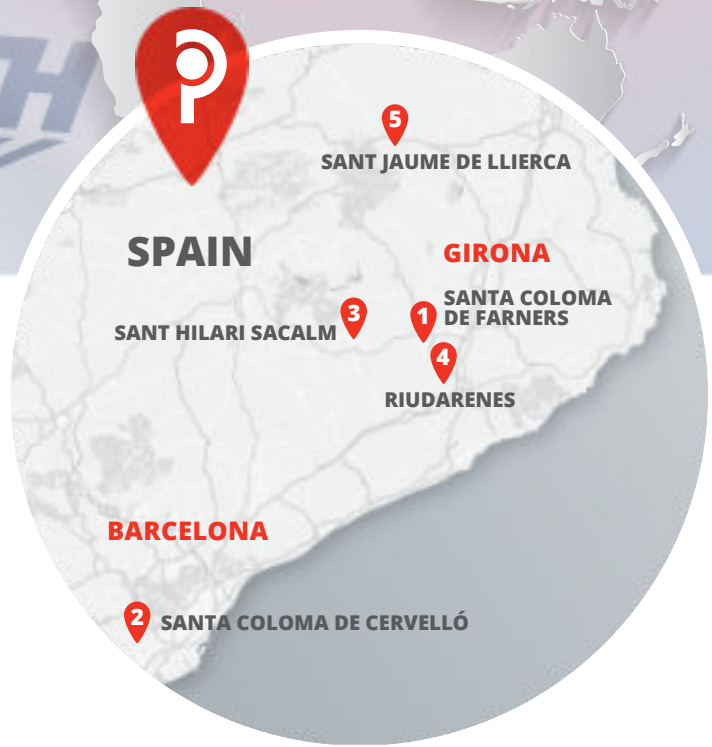 5
SANT JAUME DE LLIERCA
SPAIN
GIRONA
SANTA COLOMA
DE FARNERS
1
3
SANT HILARI SACALM
4
RIUDARENES
BARCELONA
2
SANTA COLOMA DE CERVELLÓ